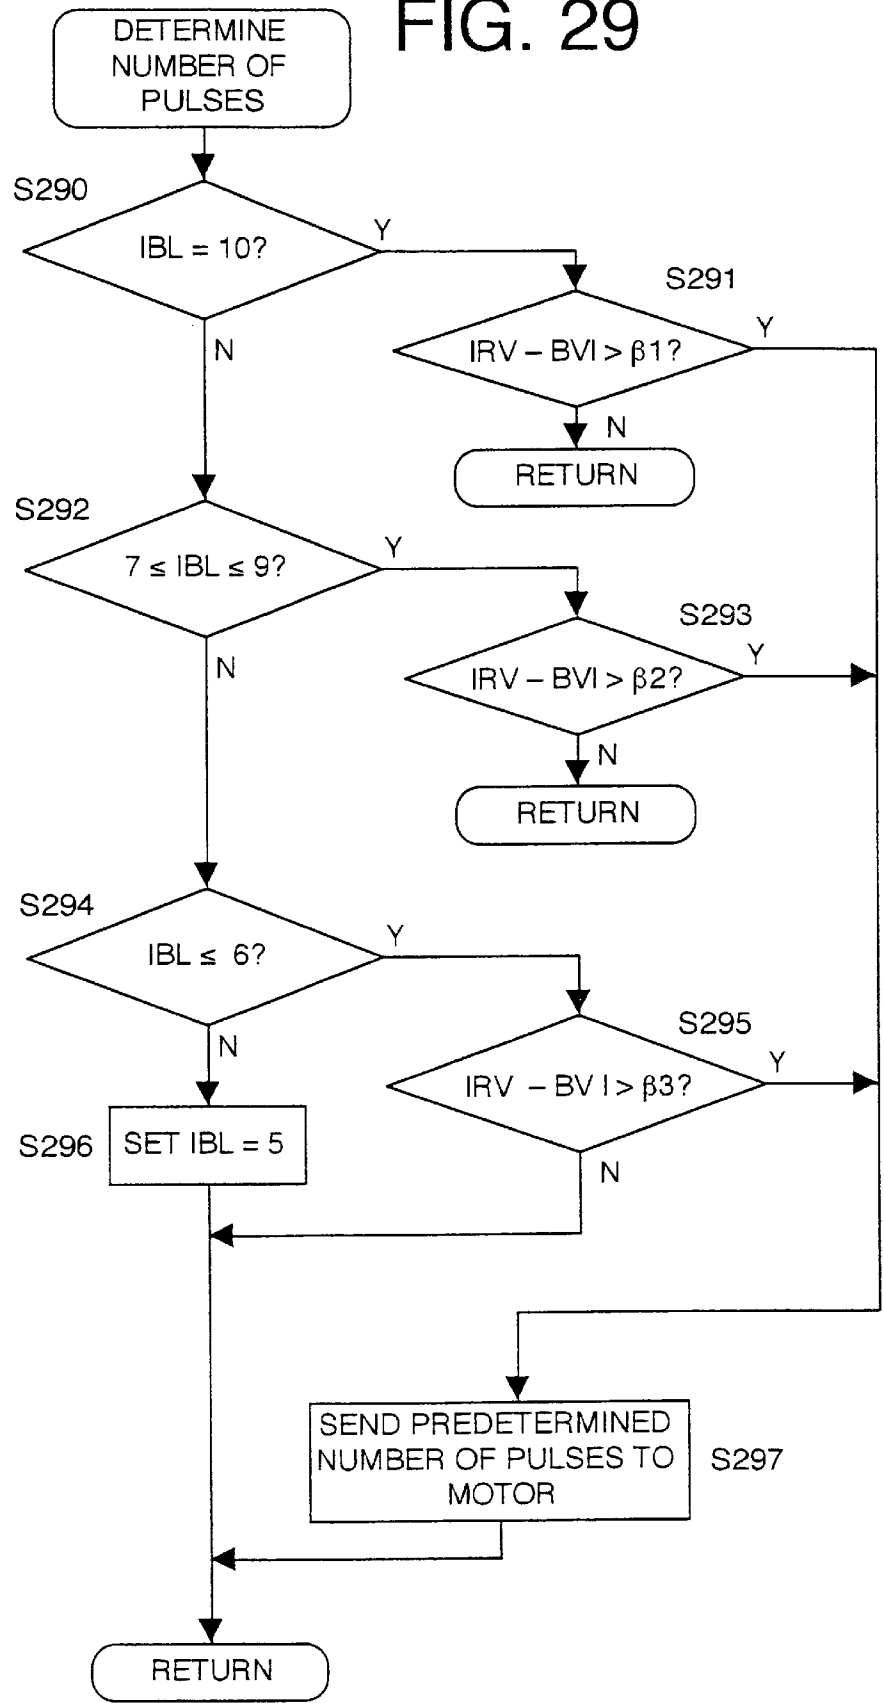 FIG. 29
DETERMINE
NUMBER OF
PULSES
S290
IBL = 10?
Y
N
S291
IRV – BVI > β1?
Y
N
RETURN
S292
7 ≤ IBL ≤ 9?
Y
N
S293
IRV – BVI > β2?
Y
N
RETURN
S294
IBL ≤ 6?
Y
N
S295
IRV – BV I > β3?
Y
N
S296
SET IBL = 5
SEND PREDETERMINED
NUMBER OF PULSES TO
MOTOR
S297
RETURN